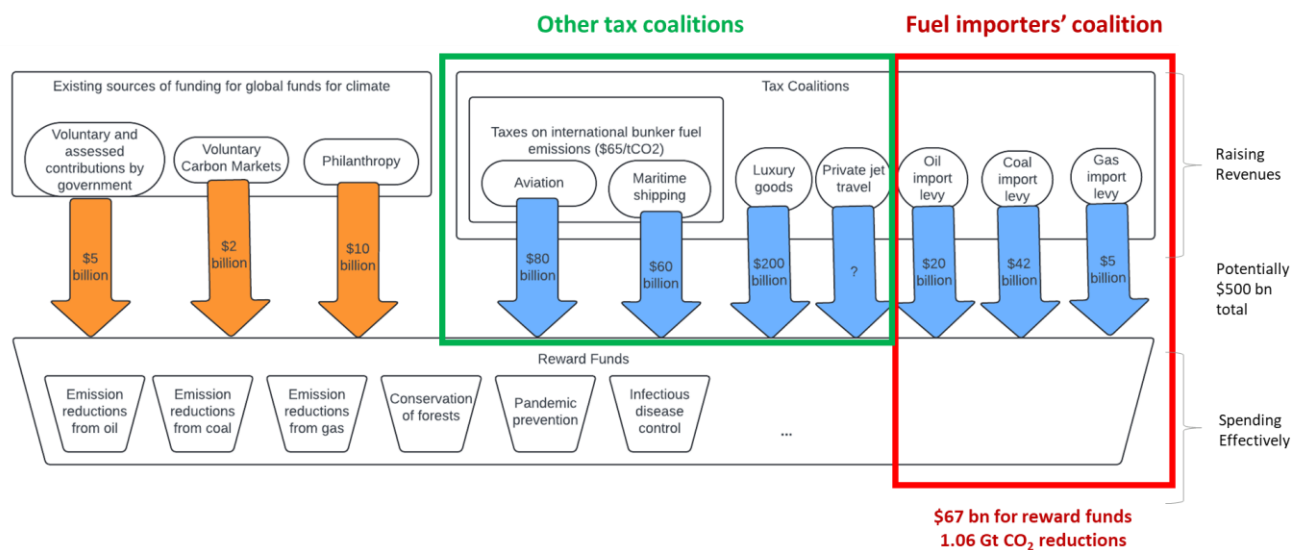 Other tax coalitions
Fuel importers' coalition
Existing sources of funding for global funds for climate
Voluntary and
assessed
contributions by
government
Voluntary
Carbon Markets
Philanthropy
Tax Coalitions
Taxes on international bunker fuel
emissions ($65/tCO2)
Aviation
Maritime
shipping
Luxury
goods
Private jet
travel
Oil
import
levy
Coal
import
levy
Gas
import
levy
Raising
Revenues
$5
billion
$2
billion
$10
billion
$80
billion
$60
billion
$200
billion
?
$20
billion
$42
billion
$5
billion
Potentially
$500 bn
total
Reward Funds
Emission
reductions
from oil
Emission
reductions
from coal
Emission
reductions
from gas
Conservation
of forests
Pandemic
prevention
Infectious
disease
control
...
Spending
Effectively
$67 bn for reward funds
1.06 Gt CO₂ reductions